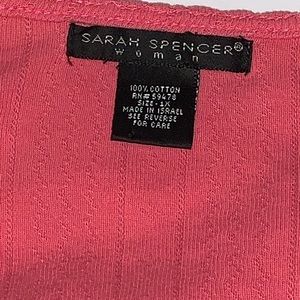 SARAH SPENCER®
woman
100% COTTON
RN# 59478
SIZE - 1X
MADE IN ISRAEL
SEE REVERSE
FOR CARE